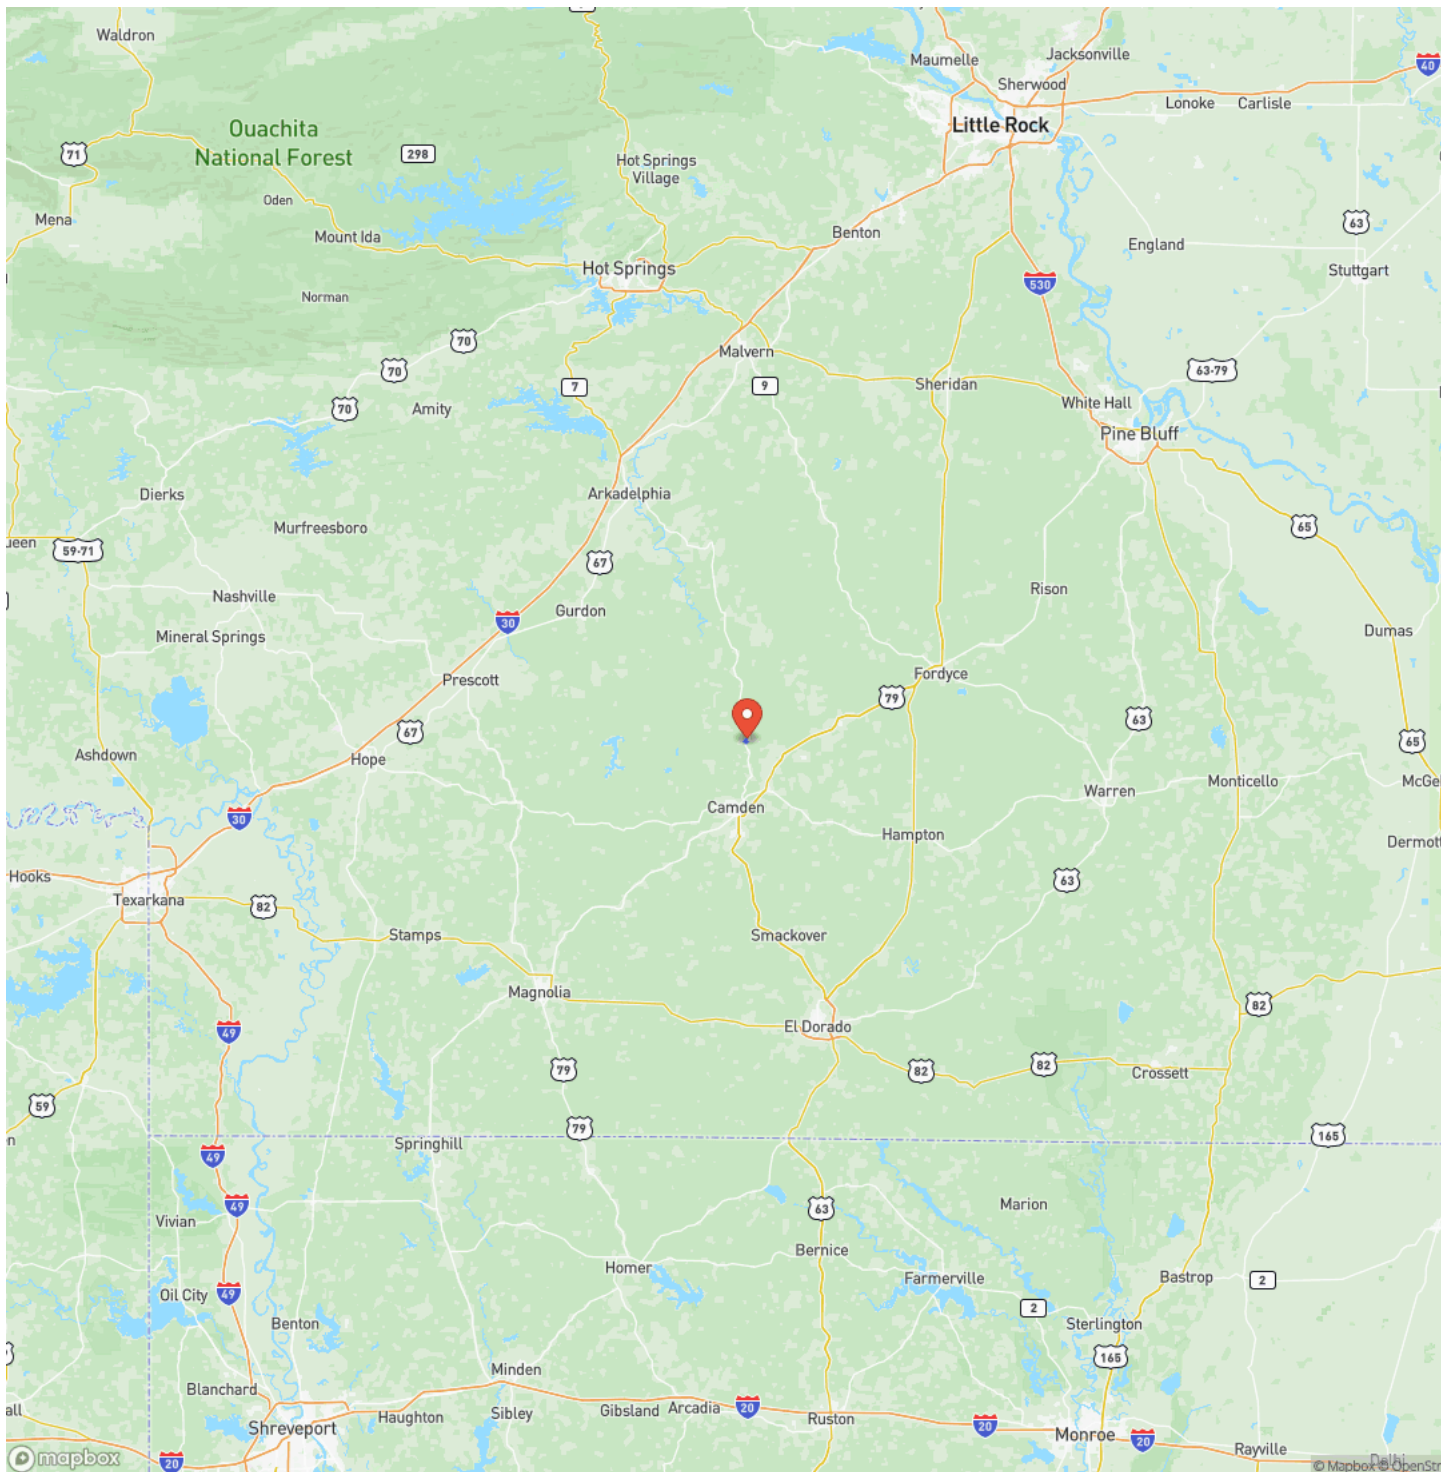 Waldron
Maumelle
Jacksonville
Sherwood
40
Lonoke
Carlisle
Little Rock
Ouachita
National Forest
71
298
Hot Springs
Village
Oden
Mena
Mount Ida
Benton
63
England
Hot Springs
Stuttgart
530
Norman
70
Malvern
70
63-79
7
9
Sheridan
70
Amity
White Hall
Pine Bluff
Dierks
Arkadelphia
Murfreesboro
65
ueen
59-71
67
Rison
Nashville
Gurdon
30
Mineral Springs
Dumas
Prescott
Fordyce
79
63
67
65
Ashdown
Hope
Monticello
McGe
Warren
Camden
30
Hampton
Dermott
Hooks
63
Texarkana
82
Stamps
Smackover
Magnolia
82
49
El Dorado
79
82
82
Crossett
59
79
165
en
Springhill
49
49
63
Marion
Vivian
Bernice
Homer
Farmerville
Bastrop
2
49
Oil City
2
Benton
Sterlington
165
Minden
Blanchard
all
Haughton
Sibley
Gibsland
Arcadia
20
Ruston
20
Shreveport
Monroe
20
Rayville
20
Delhi
mapbox
© Mapbox © OpenStr